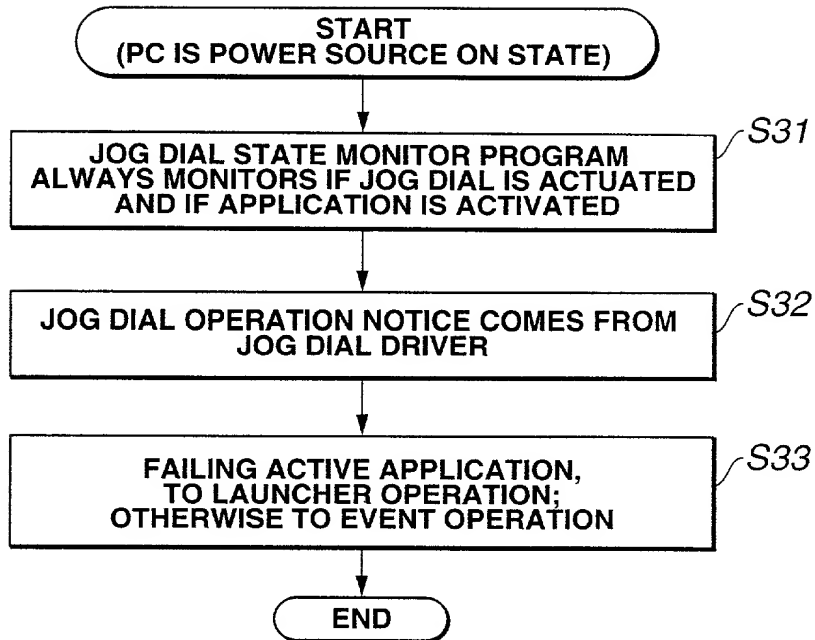 START
(PC IS POWER SOURCE ON STATE)
S31
JOG DIAL STATE MONITOR PROGRAM
ALWAYS MONITORS IF JOG DIAL IS ACTUATED
AND IF APPLICATION IS ACTIVATED
S32
JOG DIAL OPERATION NOTICE COMES FROM
JOG DIAL DRIVER
S33
FAILING ACTIVE APPLICATION,
TO LAUNCHER OPERATION;
OTHERWISE TO EVENT OPERATION
END